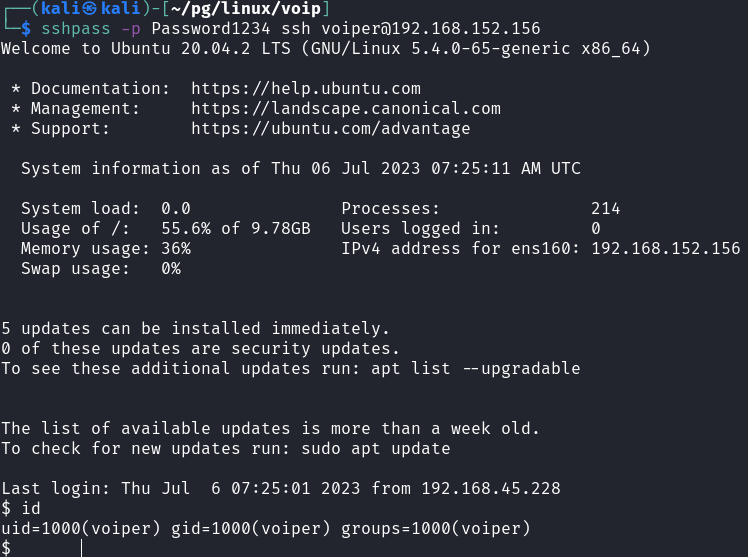 ┌──(kali㉿kali)-[~/pg/linux/voip]
└─$ sshpass -p Password1234 ssh voiper@192.168.152.156
Welcome to Ubuntu 20.04.2 LTS (GNU/Linux 5.4.0-65-generic x86_64)
* Documentation:  https://help.ubuntu.com
* Management:     https://landscape.canonical.com
* Support:        https://ubuntu.com/advantage
System information as of Thu 06 Jul 2023 07:25:11 AM UTC
System load:  0.0               Processes:               214
Usage of /:   55.6% of 9.78GB   Users logged in:         0
Memory usage: 36%               IPv4 address for ens160: 192.168.152.156
Swap usage:   0%
5 updates can be installed immediately.
0 of these updates are security updates.
To see these additional updates run: apt list --upgradable
The list of available updates is more than a week old.
To check for new updates run: sudo apt update
Last login: Thu Jul  6 07:25:01 2023 from 192.168.45.228
$ id
uid=1000(voiper) gid=1000(voiper) groups=1000(voiper)
$